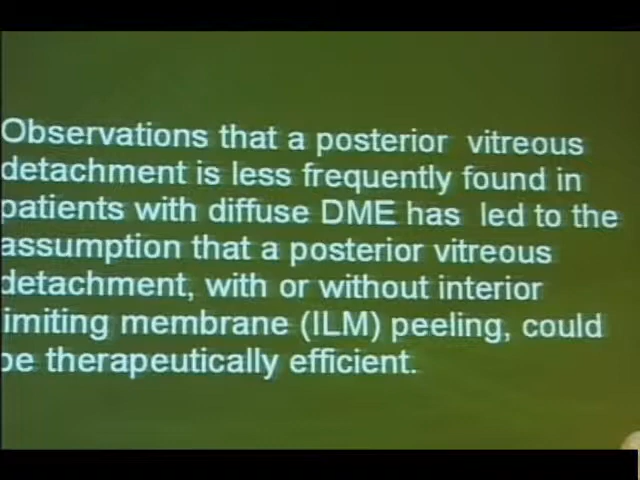 Observations that a posterior vitreous
detachment is less frequently found in
patients with diffuse DME has led to the
assumption that a posterior vitreous
detachment, with or without interior
limiting membrane (ILM) peeling, could
be therapeutically efficient.